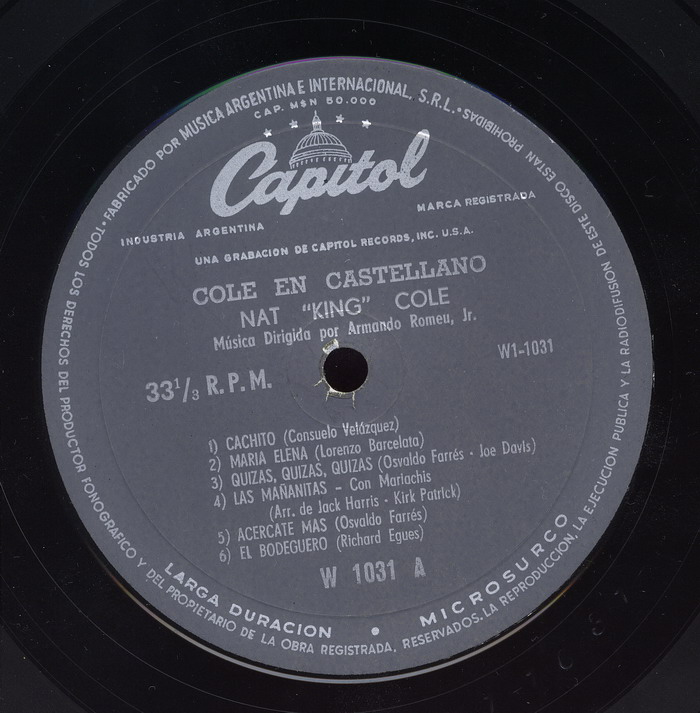 FABRICADO POR MUSICA ARGENTINA E INTERNACIONAL, S.R.L. •
CAP. M$N 50.000
Capitol
INDUSTRIA ARGENTINA
MARCA REGISTRADA
UNA GRABACION DE CAPITOL RECORDS, INC. U.S.A.
COLE EN CASTELLANO
NAT "KING" COLE
Música Dirigida por Armando Romeu, Jr.
W1-1031
33 1/3 R.P.M.
1) CACHITO (Consuelo Velázquez)
2) MARIA ELENA (Lorenzo Barcelata)
3) QUIZAS, QUIZAS, QUIZAS (Osvaldo Farrés - Joe Davis)
4) LAS MAÑANITAS - Con Mariachis
(Arr. de Jack Harris - Kirk Patrick)
5) ACERCATE MAS (Osvaldo Farrés)
6) EL BODEGUERO (Richard Egues)
W 1031 A
LARGA DURACION • MICROSURCO
TODOS LOS DERECHOS DEL PRODUCTOR FONOGRAFICO Y DEL PROPIETARIO DE LA OBRA REGISTRADA, RESERVADOS. LA REPRODUCCION, LA EJECUCION PUBLICA Y LA RADIODIFUSION DE ESTE DISCO ESTAN PROHIBIDAS